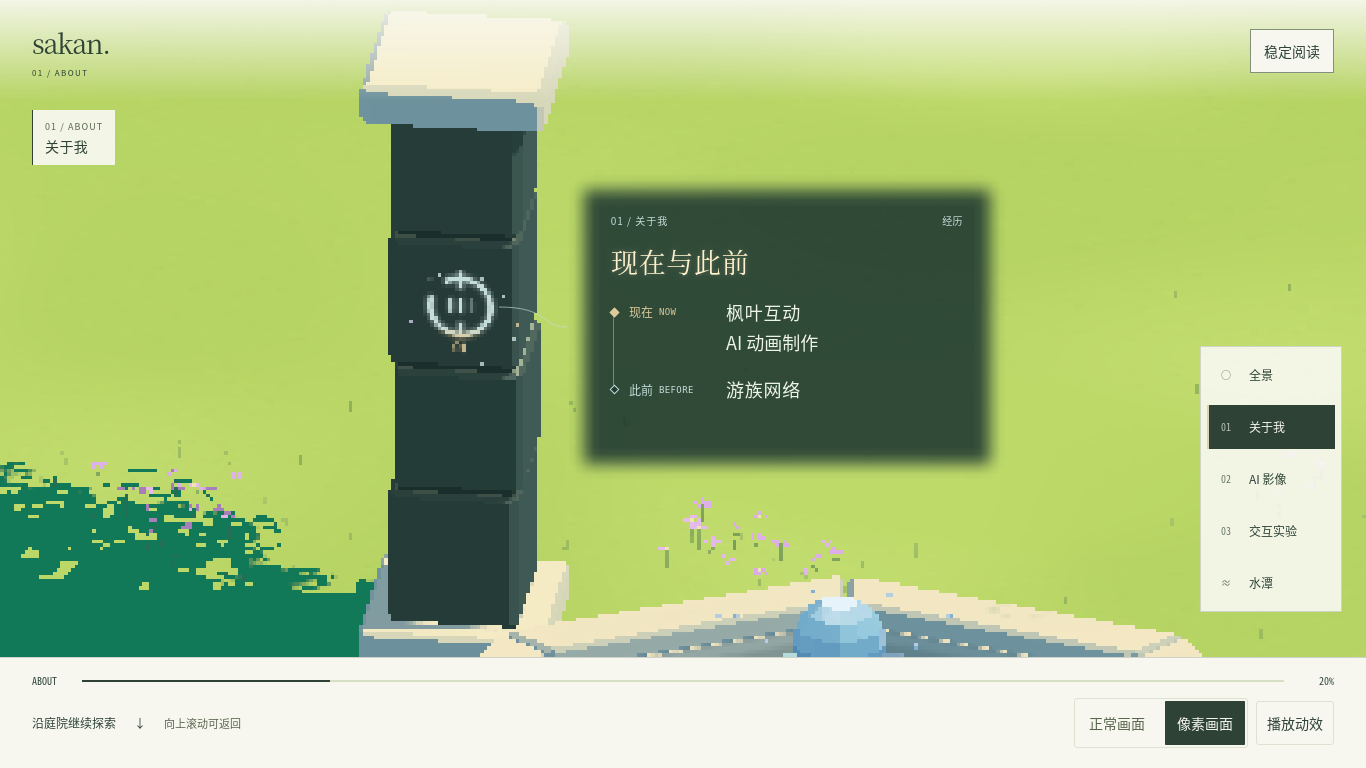 sakan.
01 / ABOUT
稳定阅读
01 / ABOUT
关于我
01 / 关于我
经历
现在与此前
现在 NOW
枫叶互动
AI 动画制作
此前 BEFORE
游族网络
全景
01 关于我
02 AI 影像
03 交互实验
≈ 水潭
ABOUT
20%
沿庭院继续探索 ↓ 向上滚动可返回
正常画面
像素画面
播放动效